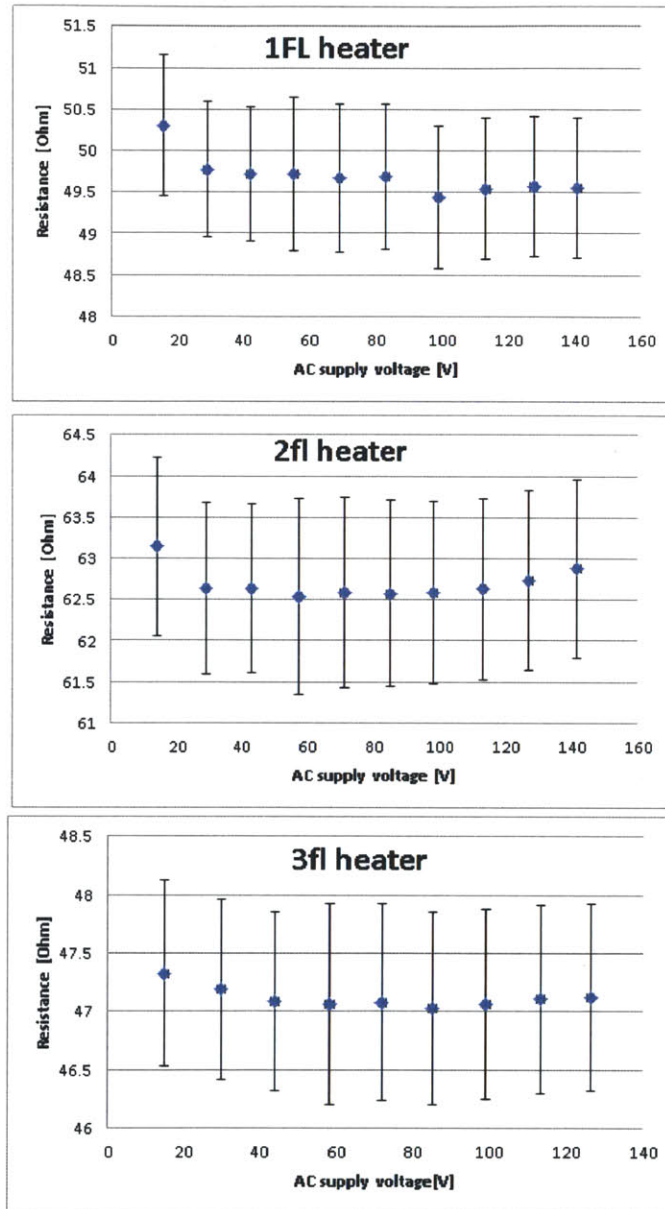 1FL heater
Resistance [Ohm]
51.5
51
50.5
50
49.5
49
48.5
48
0 20 40 60 80 100 120 140 160
AC supply voltage [V]
2fl heater
Resistance [Ohm]
64.5
64
63.5
63
62.5
62
61.5
61
0 20 40 60 80 100 120 140 160
AC supply voltage [V]
3fl heater
Resistance [Ohm]
48.5
48
47.5
47
46.5
46
0 20 40 60 80 100 120 140
AC supply voltage[V]